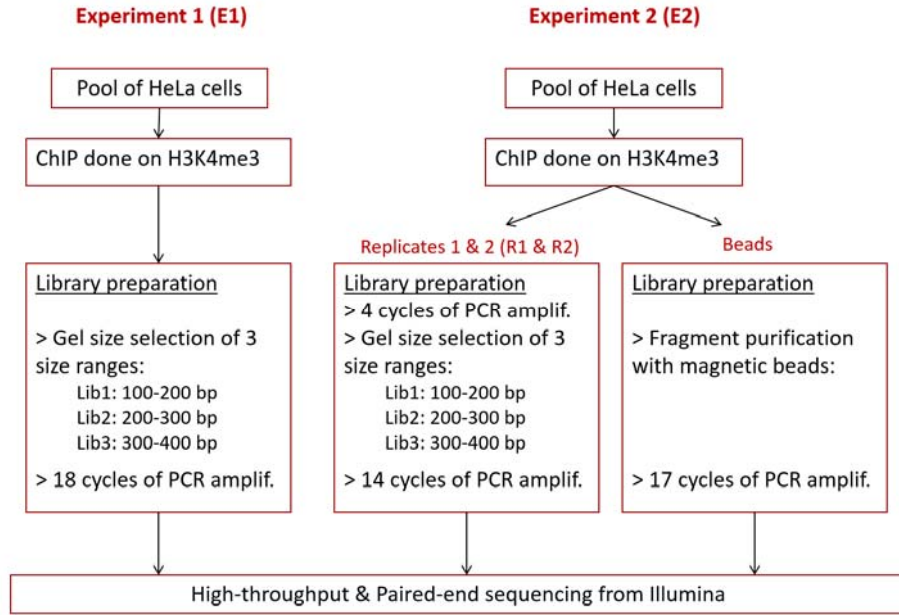 Experiment 1 (E1)
Pool of HeLa cells
ChIP done on H3K4me3
Library preparation
> Gel size selection of 3
size ranges:
Lib1: 100-200 bp
Lib2: 200-300 bp
Lib3: 300-400 bp
> 18 cycles of PCR amplif.
Experiment 2 (E2)
Pool of HeLa cells
ChIP done on H3K4me3
Replicates 1 & 2 (R1 & R2)
Library preparation
> 4 cycles of PCR amplif.
> Gel size selection of 3
size ranges:
Lib1: 100-200 bp
Lib2: 200-300 bp
Lib3: 300-400 bp
> 14 cycles of PCR amplif.
Beads
Library preparation
> Fragment purification
with magnetic beads:
> 17 cycles of PCR amplif.
High-throughput & Paired-end sequencing from Illumina